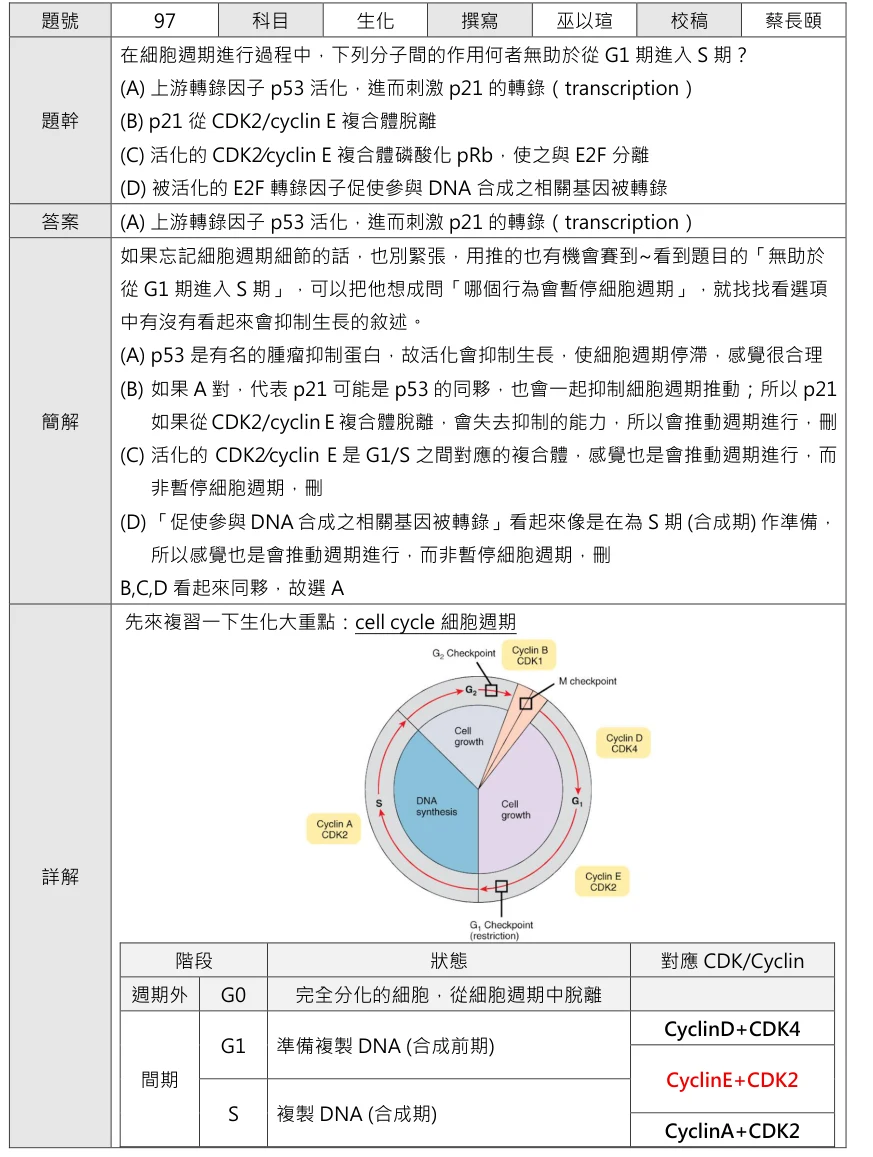 題號 97 科目 生化 撰寫 巫以瑄 校稿 蔡長頤
題幹
在細胞週期進行過程中，下列分子間的作用何者無助於從 G1 期進入 S 期？
(A) 上游轉錄因子 p53 活化，進而刺激 p21 的轉錄（transcription）
(B) p21 從 CDK2/cyclin E 複合體脫離
(C) 活化的 CDK2∕cyclin E 複合體磷酸化 pRb，使之與 E2F 分離
(D) 被活化的 E2F 轉錄因子促使參與 DNA 合成之相關基因被轉錄
答案 (A) 上游轉錄因子 p53 活化，進而刺激 p21 的轉錄（transcription）
簡解
如果忘記細胞週期細節的話，也別緊張，用推的也有機會賽到~看到題目的「無助於
從 G1 期進入 S 期」，可以把他想成問「哪個行為會暫停細胞週期」，就找找看選項
中有沒有看起來會抑制生長的敘述。
(A) p53 是有名的腫瘤抑制蛋白，故活化會抑制生長，使細胞週期停滯，感覺很合理
(B) 如果 A 對，代表 p21 可能是 p53 的同夥，也會一起抑制細胞週期推動；所以 p21
如果從 CDK2/cyclin E 複合體脫離，會失去抑制的能力，所以會推動週期進行，刪
(C) 活化的 CDK2∕cyclin E 是 G1/S 之間對應的複合體，感覺也是會推動週期進行，而
非暫停細胞週期，刪
(D) 「促使參與 DNA 合成之相關基因被轉錄」看起來像是在為 S 期 (合成期) 作準備，
所以感覺也是會推動週期進行，而非暫停細胞週期，刪
B,C,D 看起來同夥，故選 A
詳解
先來複習一下生化大重點：cell cycle 細胞週期
G₂ Checkpoint
Cyclin B
CDK1
M checkpoint
G₂
Cell
growth
Cyclin D
CDK4
S
DNA
synthesis
Cell
growth
G₁
Cyclin A
CDK2
Cyclin E
CDK2
G₁ Checkpoint
(restriction)
階段 狀態 對應 CDK/Cyclin
週期外 G0 完全分化的細胞，從細胞週期中脫離
間期
G1 準備複製 DNA (合成前期)
CyclinD+CDK4
CyclinE+CDK2
S 複製 DNA (合成期)
CyclinA+CDK2